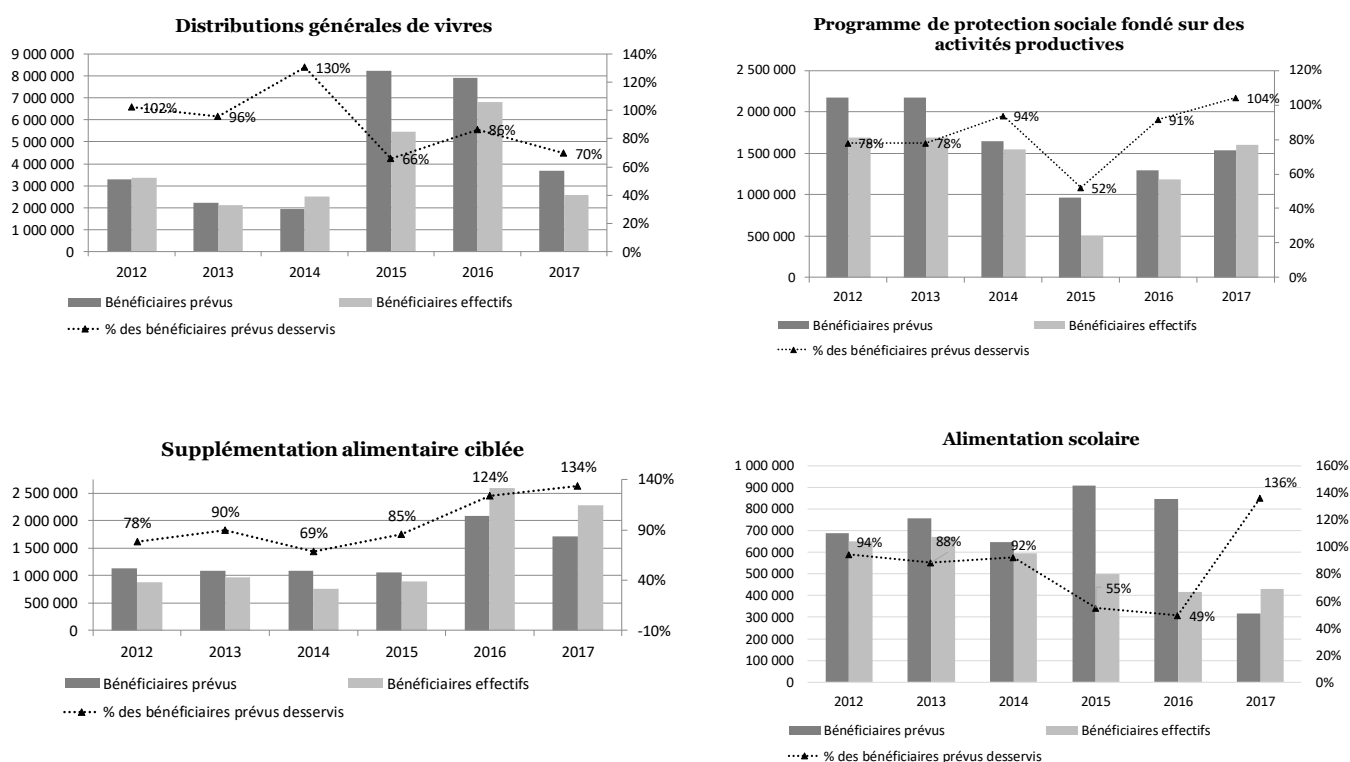 Distributions générales de vivres
9 000 000
8 000 000
7 000 000
6 000 000
5 000 000
4 000 000
3 000 000
2 000 000
1 000 000
0
140%
120%
100%
80%
60%
40%
20%
0%
102%
96%
130%
66%
86%
70%
2012 2013 2014 2015 2016 2017
Bénéficiaires prévus Bénéficiaires effectifs
% des bénéficiaires prévus desservis
Programme de protection sociale fondé sur des
activités productives
2 500 000
2 000 000
1 500 000
1 000 000
500 000
0
120%
100%
80%
60%
40%
20%
0%
78%
78%
94%
52%
91%
104%
2012 2013 2014 2015 2016 2017
Bénéficiaires prévus Bénéficiaires effectifs
% des bénéficiaires prévus desservis
Supplémentation alimentaire ciblée
2 500 000
2 000 000
1 500 000
1 000 000
500 000
0
140%
90%
40%
-10%
78%
90%
69%
85%
124%
134%
2012 2013 2014 2015 2016 2017
Bénéficiaires prévus Bénéficiaires effectifs
% des bénéficiaires prévus desservis
Alimentation scolaire
1 000 000
900 000
800 000
700 000
600 000
500 000
400 000
300 000
200 000
100 000
0
160%
140%
120%
100%
80%
60%
40%
20%
0%
94%
88%
92%
55%
49%
136%
2012 2013 2014 2015 2016 2017
Bénéficiaires prévus Bénéficiaires effectifs
% des bénéficiaires prévus desservis